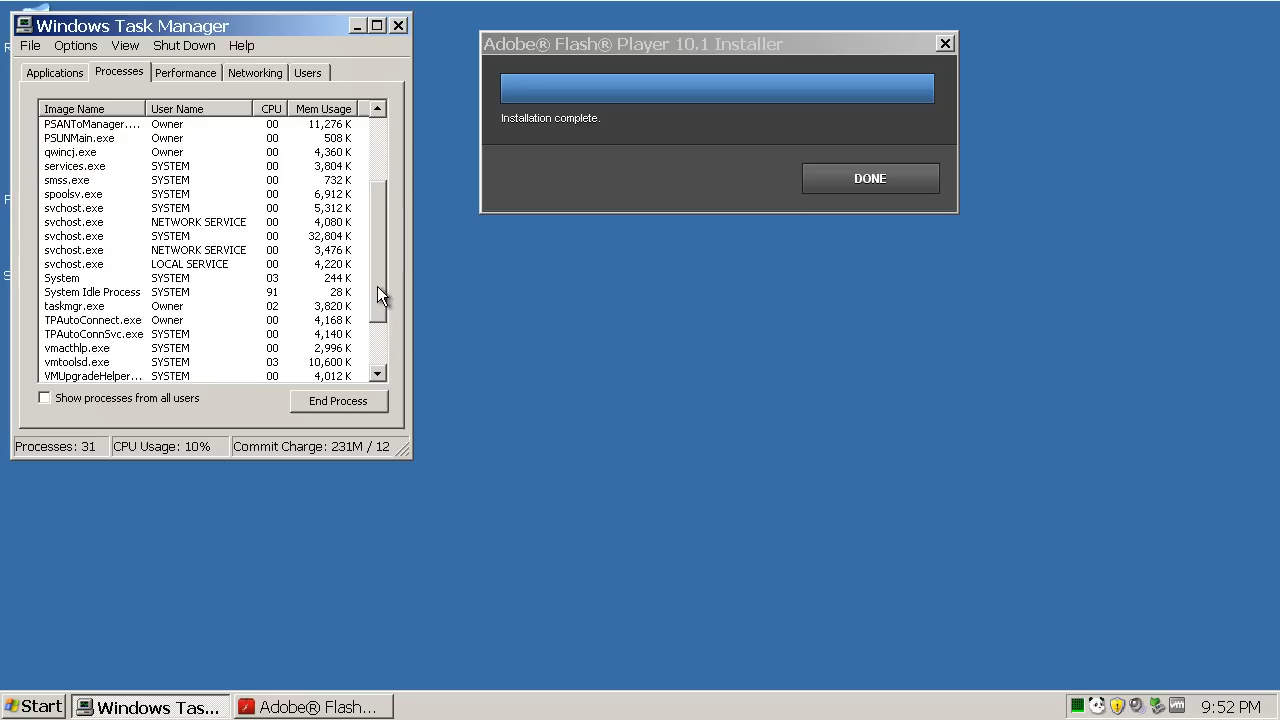 Windows Task Manager
File Options View Shut Down Help
Applications Processes Performance Networking Users
Image Name User Name CPU Mem Usage
PSANToManager.... Owner 00 11,276 K
PSUNMain.exe Owner 00 508 K
qwincj.exe Owner 00 4,360 K
services.exe SYSTEM 00 3,804 K
smss.exe SYSTEM 00 732 K
spoolsv.exe SYSTEM 00 6,912 K
svchost.exe SYSTEM 00 5,312 K
svchost.exe NETWORK SERVICE 00 4,080 K
svchost.exe SYSTEM 00 32,804 K
svchost.exe NETWORK SERVICE 00 3,476 K
svchost.exe LOCAL SERVICE 00 4,220 K
System SYSTEM 03 244 K
System Idle Process SYSTEM 91 28 K
taskmgr.exe Owner 02 3,820 K
TPAutoConnect.exe Owner 00 4,168 K
TPAutoConnSvc.exe SYSTEM 00 4,140 K
vmacthlp.exe SYSTEM 00 2,996 K
vmtoolsd.exe SYSTEM 03 10,600 K
VMUpgradeHelper... SYSTEM 00 4,012 K
Show processes from all users
End Process
Processes: 31 CPU Usage: 10% Commit Charge: 231M / 12
Adobe® Flash® Player 10.1 Installer
Installation complete.
DONE
Start Windows Tas... Adobe® Flash... vm 9:52 PM